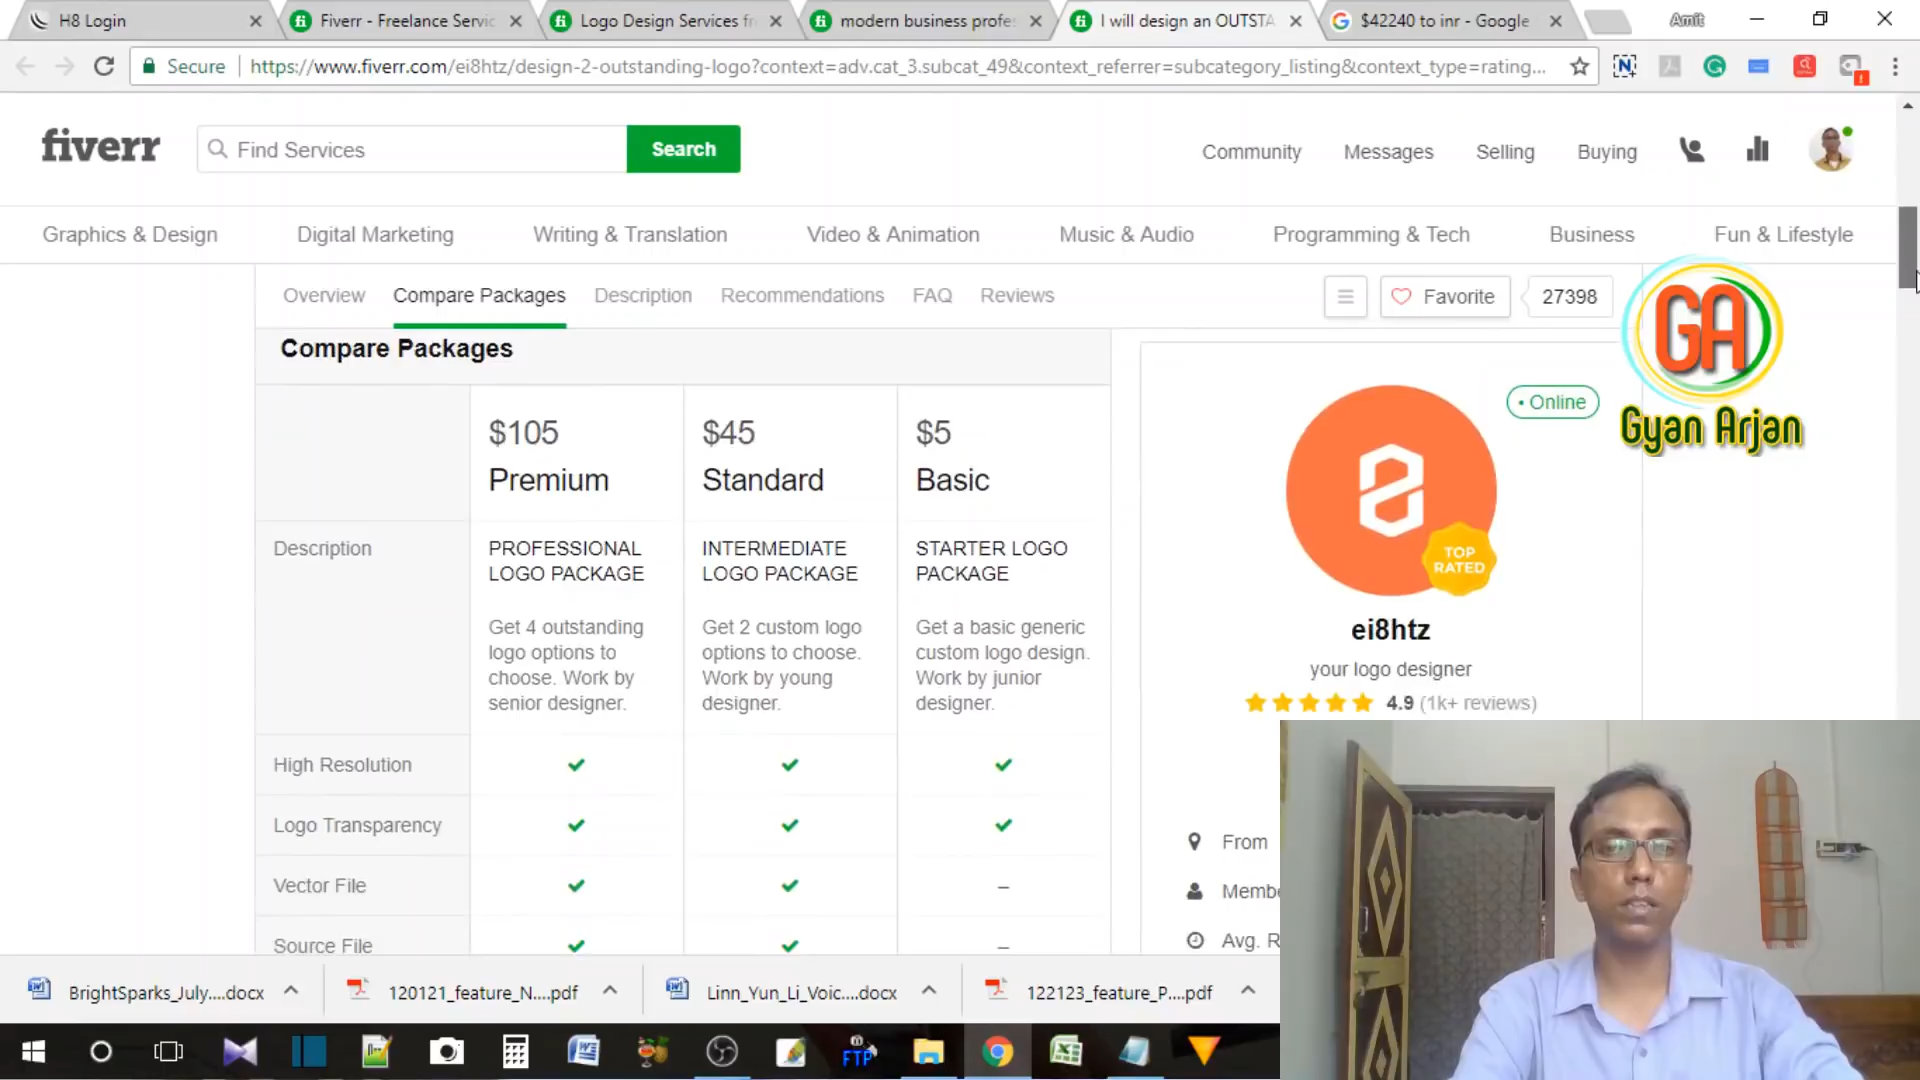 H8 Login
Fiverr - Freelance Servic
Logo Design Services fr
modern business profes
I will design an OUTSTA
$42240 to inr - Google
Amit
Secure
https://www.fiverr.com/ei8htz/design-2-outstanding-logo?context=adv.cat_3.subcat_49&context_referrer=subcategory_listing&context_type=rating...
fiverr
Find Services
Search
Community
Messages
Selling
Buying
Graphics & Design
Digital Marketing
Writing & Translation
Video & Animation
Music & Audio
Programming & Tech
Business
Fun & Lifestyle
Overview
Compare Packages
Description
Recommendations
FAQ
Reviews
Favorite
27398
GA
Gyan Arjan
Compare Packages
$105
Premium
$45
Standard
$5
Basic
Description
PROFESSIONAL
LOGO PACKAGE
Get 4 outstanding
logo options to
choose. Work by
senior designer.
INTERMEDIATE
LOGO PACKAGE
Get 2 custom logo
options to choose.
Work by young
designer.
STARTER LOGO
PACKAGE
Get a basic generic
custom logo design.
Work by junior
designer.
High Resolution
Logo Transparency
Vector File
Source File
• Online
TOP
RATED
ei8htz
your logo designer
4.9 (1k+ reviews)
From
Membe
Avg. R
BrightSparks_July....docx
120121_feature_N....pdf
Linn_Yun_Li_Voic....docx
122123_feature_P....pdf
FTP